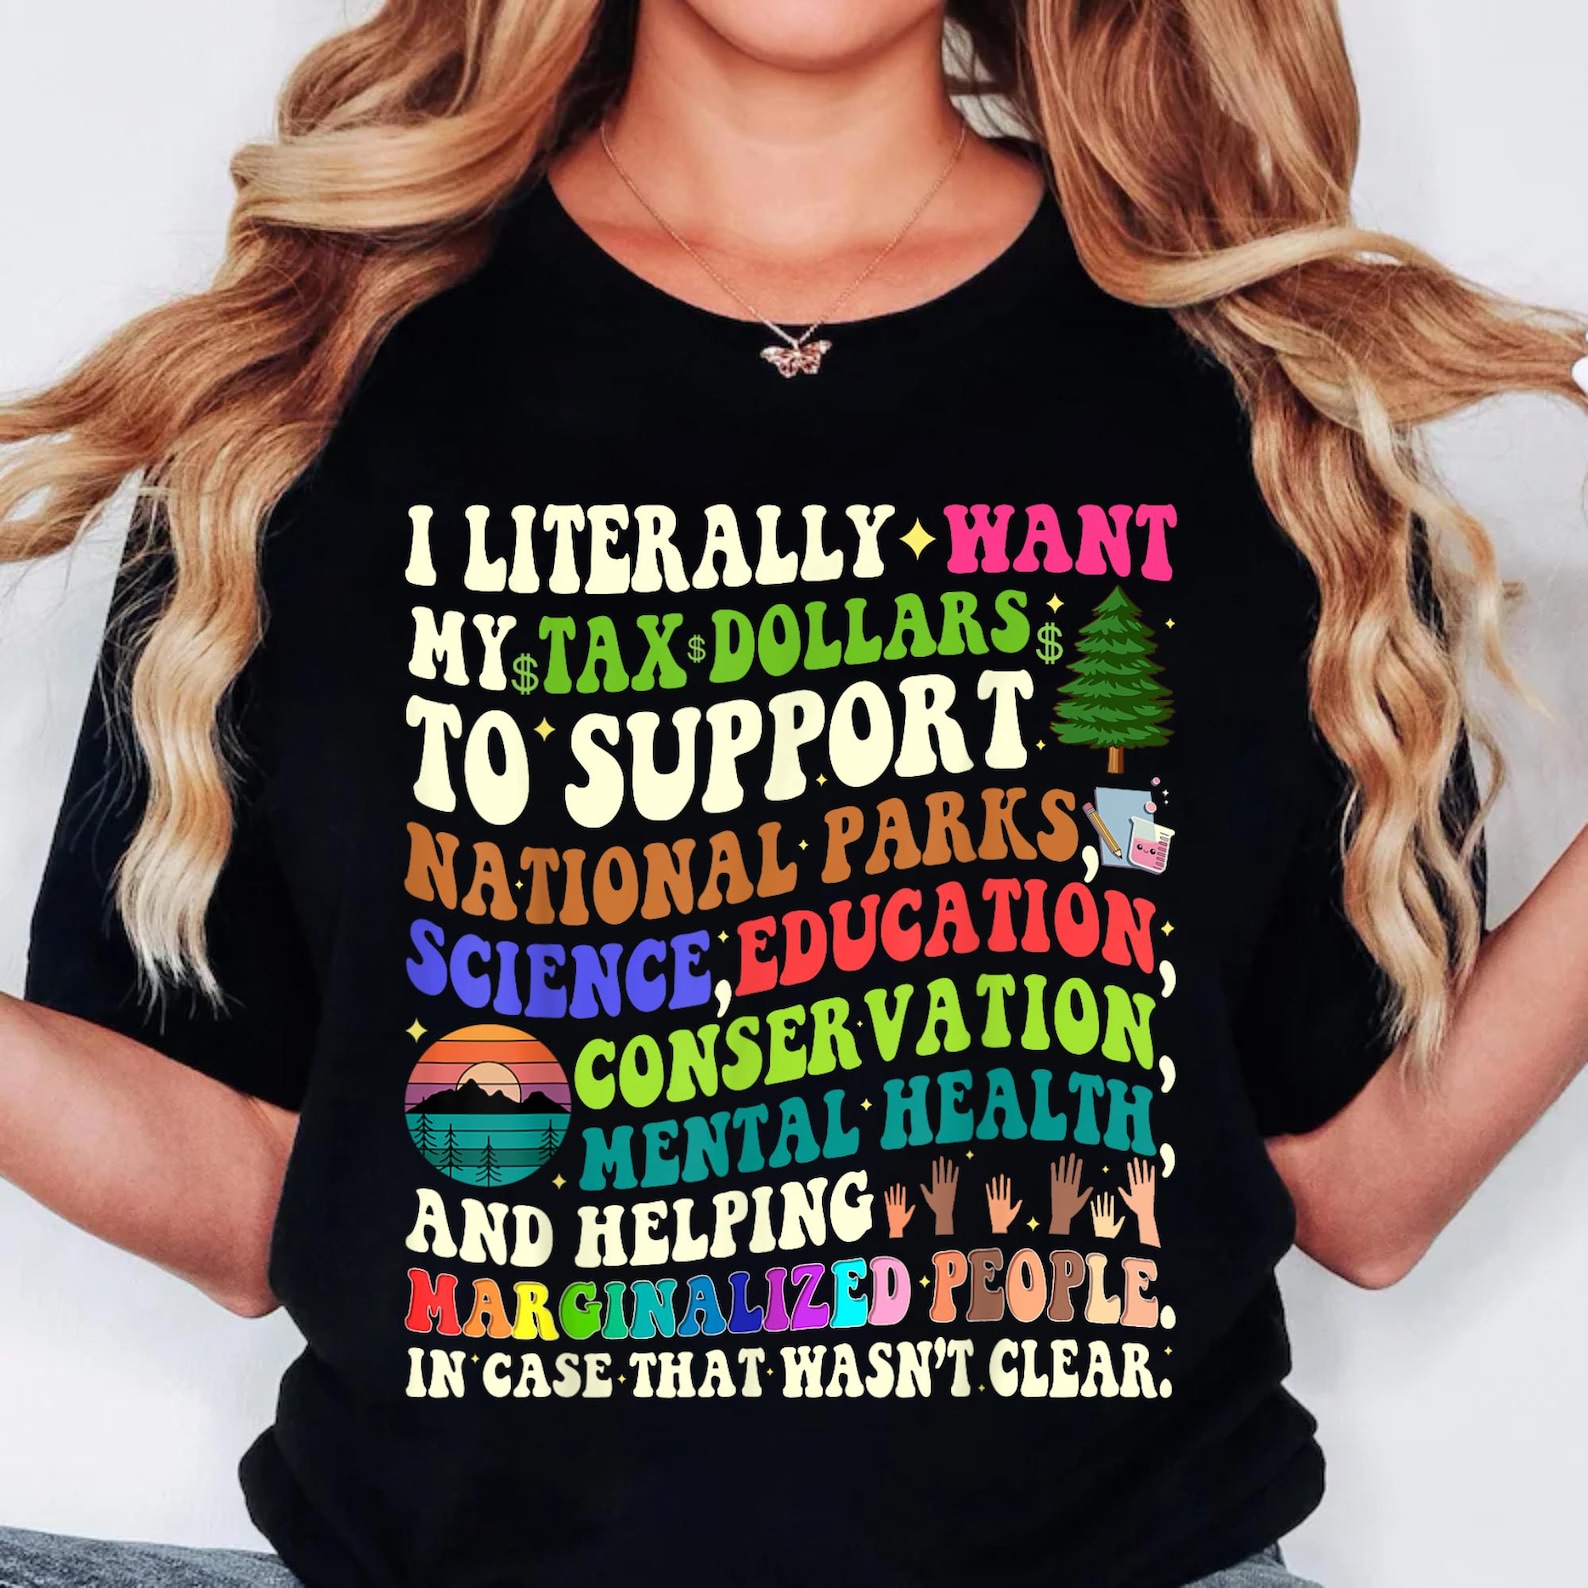 I LITERALLY WANT
MY $ TAX $ DOLLARS $
TO SUPPORT
NATIONAL PARKS,
SCIENCE, EDUCATION,
CONSERVATION,
MENTAL HEALTH,
AND HELPING
MARGINALIZED PEOPLE.
IN CASE THAT WASN'T CLEAR.